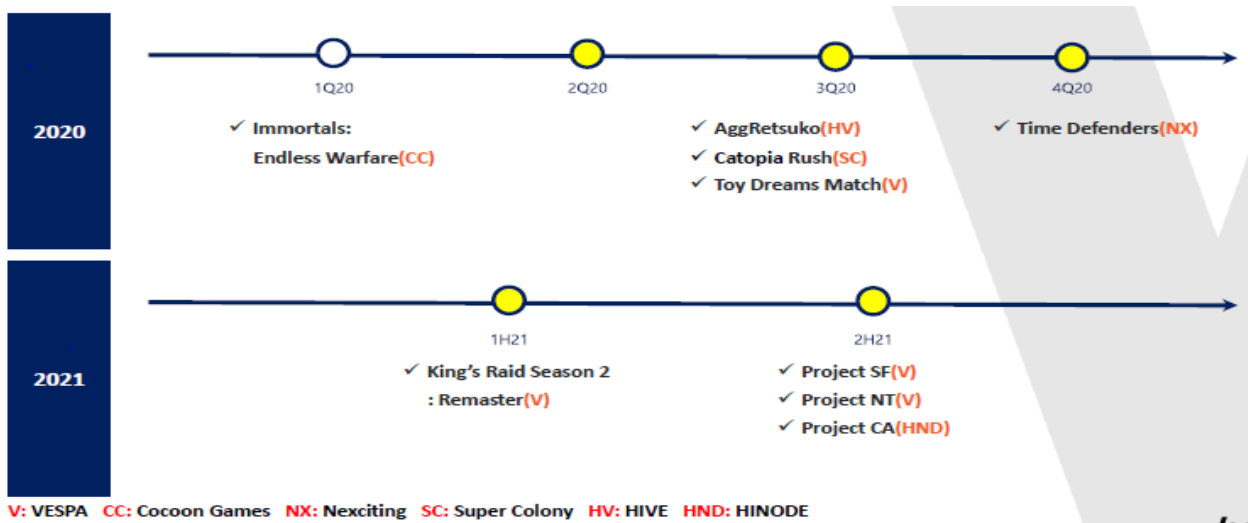 2020
1Q20
2Q20
3Q20
4Q20
✓ Immortals:
Endless Warfare(CC)
✓ AggRetsuko(HV)
✓ Catopia Rush(SC)
✓ Toy Dreams Match(V)
✓ Time Defenders(NX)
2021
1H21
2H21
✓ King's Raid Season 2
: Remaster(V)
✓ Project SF(V)
✓ Project NT(V)
✓ Project CA(HND)
V: VESPA CC: Cocoon Games NX: Nexciting SC: Super Colony HV: HIVE HND: HINODE